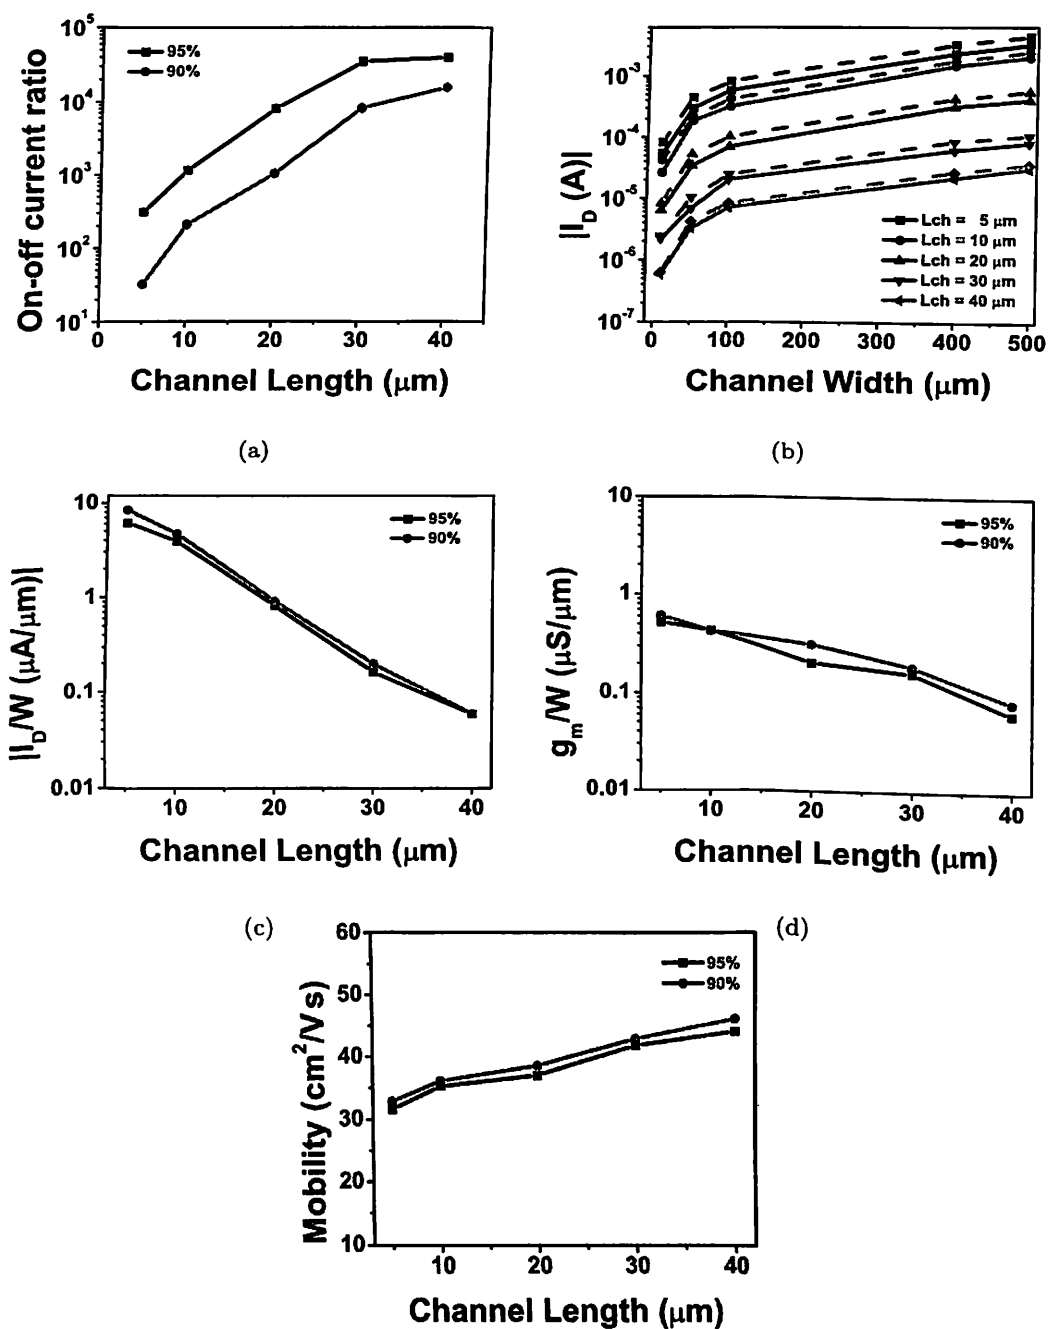 On-off current ratio
10^5
10^4
10^3
10^2
10^1
95%
90%
0 10 20 30 40
Channel Length (μm)
(a)
|I_D (A)|
10^-3
10^-4
10^-5
10^-6
10^-7
Lch = 5 μm
Lch = 10 μm
Lch = 20 μm
Lch = 30 μm
Lch = 40 μm
0 100 200 300 400 500
Channel Width (μm)
(b)
|I_D/W (μA/μm)|
10
1
0.1
0.01
95%
90%
10 20 30 40
Channel Length (μm)
(c)
g_m/W (μS/μm)
10
1
0.1
0.01
95%
90%
10 20 30 40
Channel Length (μm)
(d)
Mobility (cm^2/Vs)
60
50
40
30
20
10
95%
90%
10 20 30 40
Channel Length (μm)